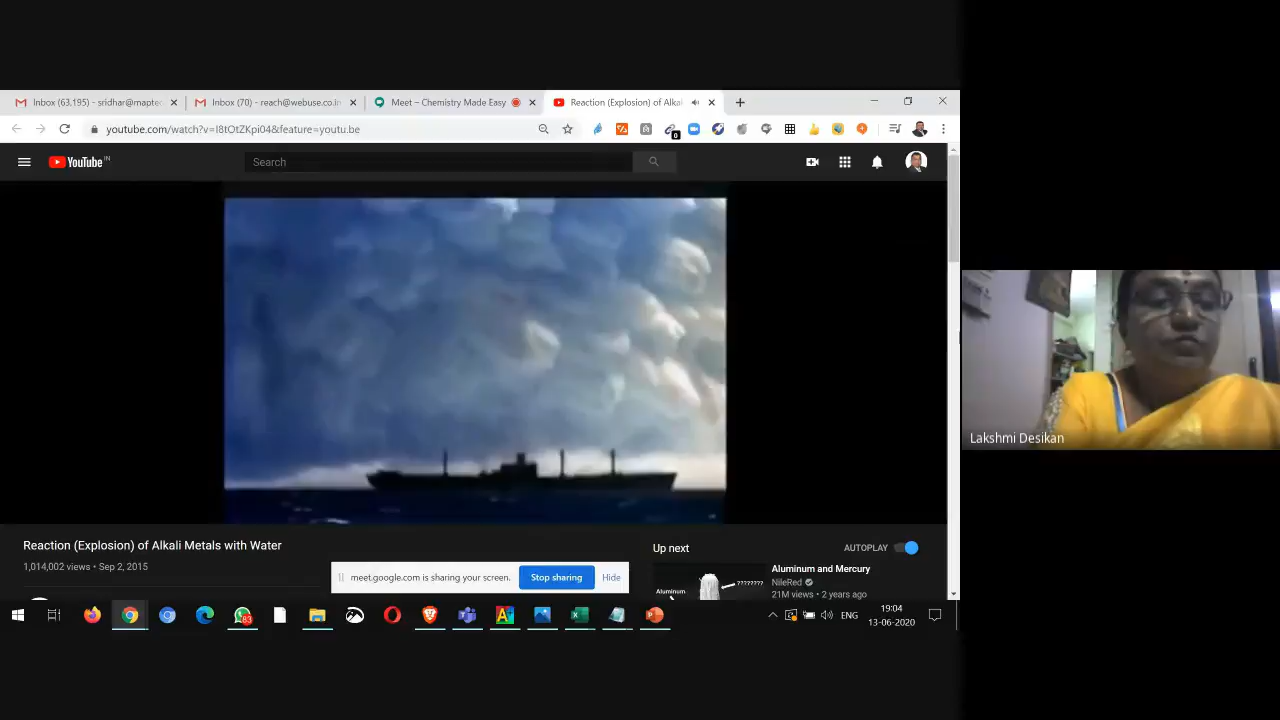 Inbox (63,195) - sridhar@mapte
Inbox (70) - reach@webuse.co.in
Meet – Chemistry Made Easy
Reaction (Explosion) of Alkal
youtube.com/watch?v=I8tOtZKpi04&feature=youtu.be
0
YouTube IN
Search
Lakshmi Desikan
Reaction (Explosion) of Alkali Metals with Water
1,014,002 views • Sep 2, 2015
Up next
AUTOPLAY
Aluminum
????????
Aluminum and Mercury
NileRed
21M views • 2 years ago
meet.google.com is sharing your screen.
Stop sharing
Hide
83
ENG
19:04
13-06-2020